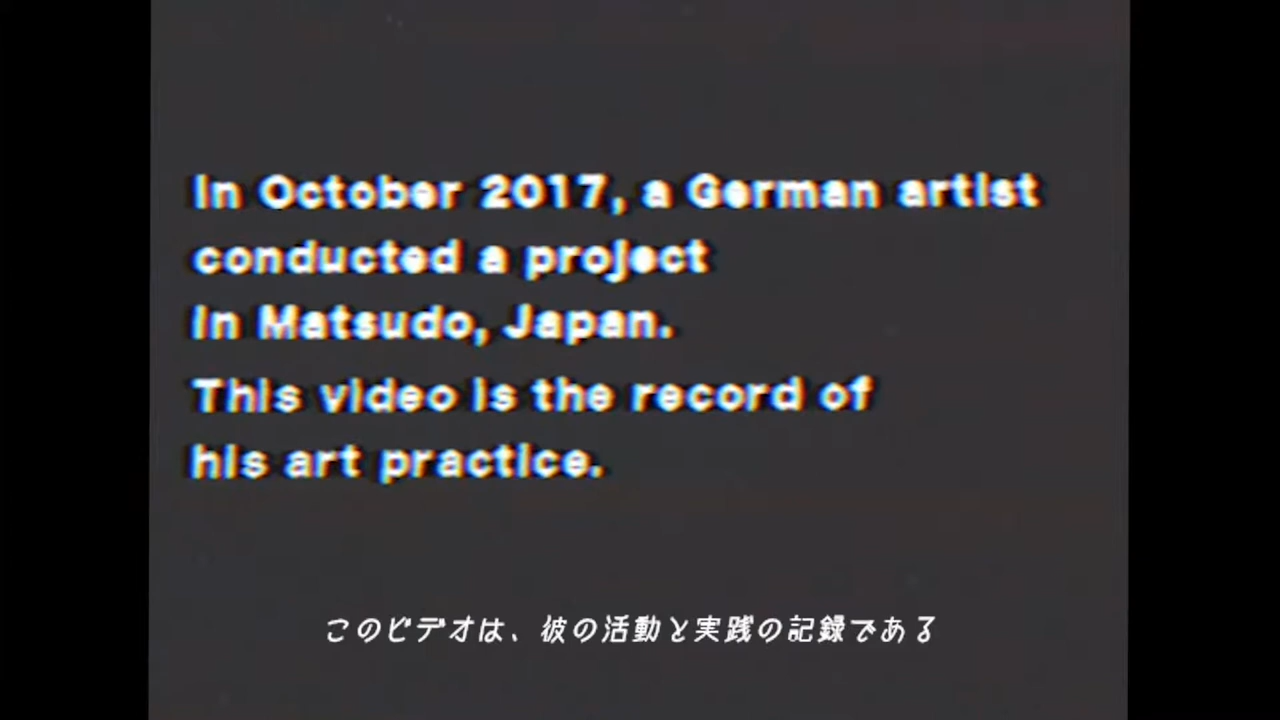 In October 2017, a German artist
conducted a project
in Matsudo, Japan.
This video is the record of
his art practice.
このビデオは、彼の活動と実践の記録である